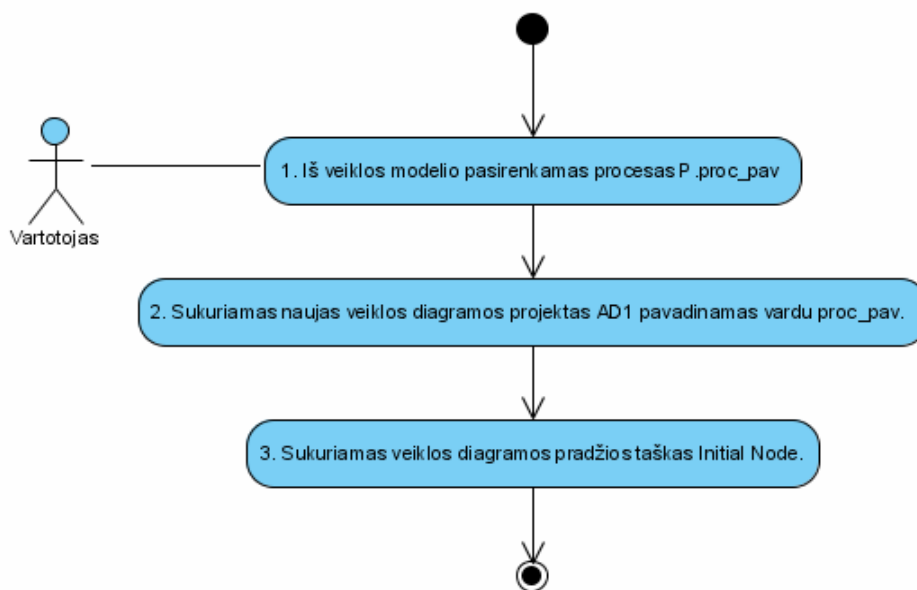 1. Iš veiklos modelio pasirenkamas procesas P.proc_pav
Vartotojas
2. Sukuriamas naujas veiklos diagramos projektas AD1 pavadinamas vardu proc_pav.
3. Sukuriamas veiklos diagramos pradžios taškas Initial Node.